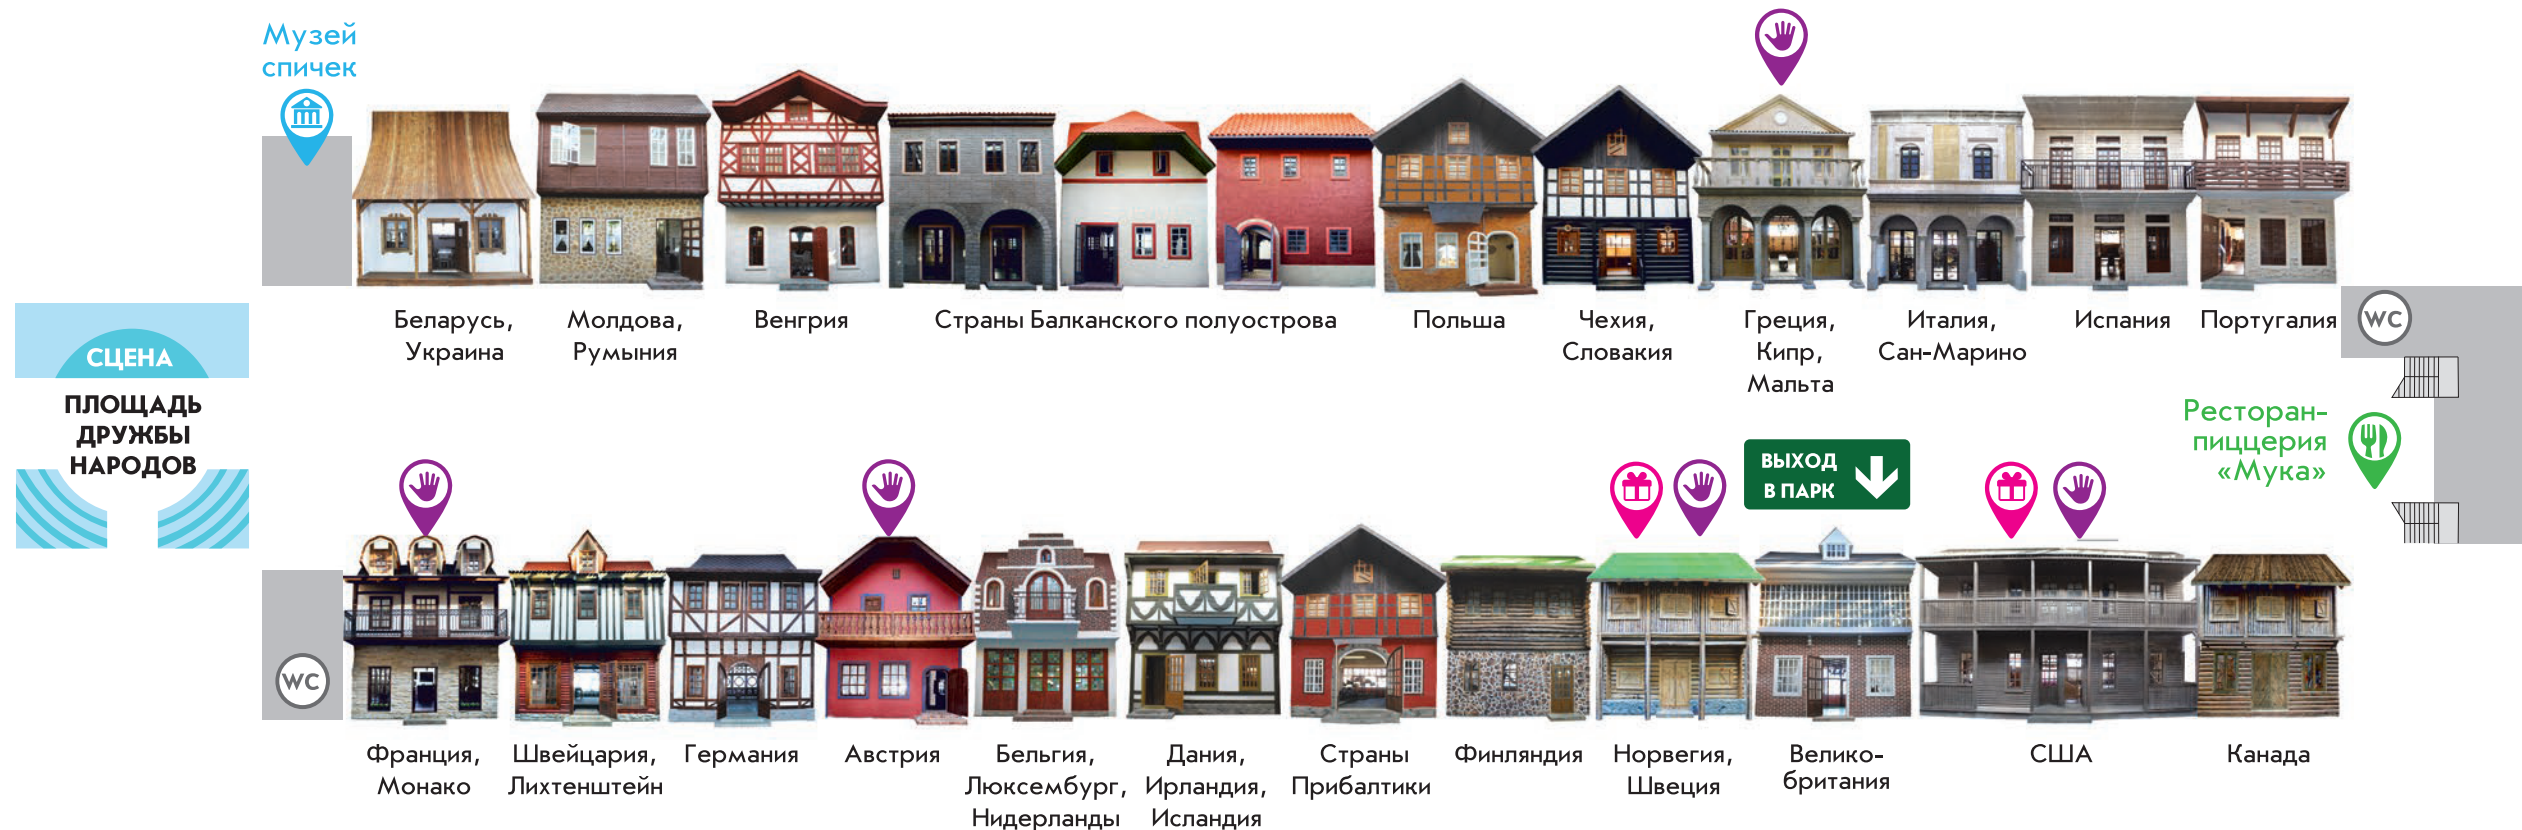 Музей
спичек
Беларусь,
Украина
Молдова,
Румыния
Венгрия
Страны Балканского полуострова
Польша
Чехия,
Словакия
Греция,
Кипр,
Мальта
Италия,
Сан-Марино
Испания
Португалия
WC
СЦЕНА
ПЛОЩАДЬ
ДРУЖБЫ
НАРОДОВ
Ресторан-
пиццерия
«Мука»
ВЫХОД
В ПАРК
WC
Франция,
Монако
Швейцария,
Лихтенштейн
Германия
Австрия
Бельгия,
Люксембург,
Нидерланды
Дания,
Ирландия,
Исландия
Страны
Прибалтики
Финляндия
Норвегия,
Швеция
Велико-
британия
США
Канада